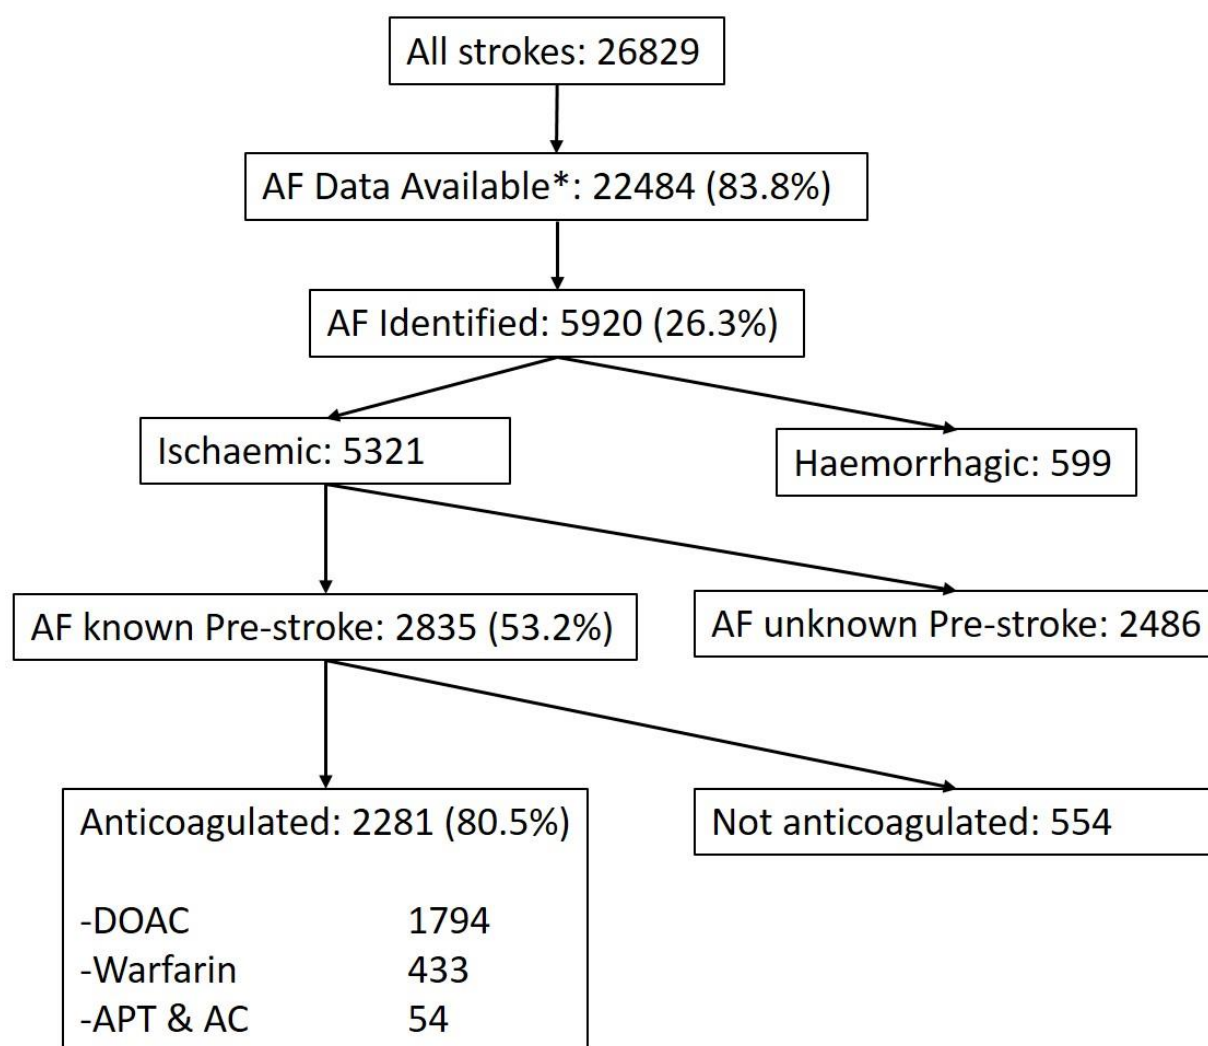 All strokes: 26829
AF Data Available*: 22484 (83.8%)
AF Identified: 5920 (26.3%)
Ischaemic: 5321
Haemorrhagic: 599
AF known Pre-stroke: 2835 (53.2%)
AF unknown Pre-stroke: 2486
Anticoagulated: 2281 (80.5%)
-DOAC 1794
-Warfarin 433
-APT & AC 54
Not anticoagulated: 554